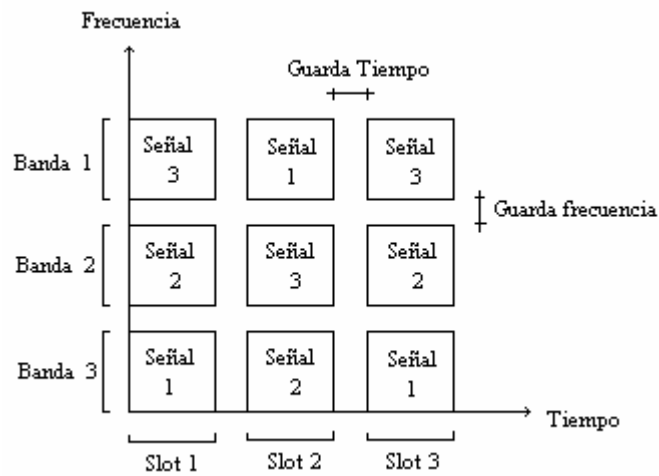 Frecuencia
Guarda Tiempo
Banda 1
Señal
3
Señal
1
Señal
3
Guarda frecuencia
Banda 2
Señal
2
Señal
3
Señal
2
Banda 3
Señal
1
Señal
2
Señal
1
Tiempo
Slot 1
Slot 2
Slot 3